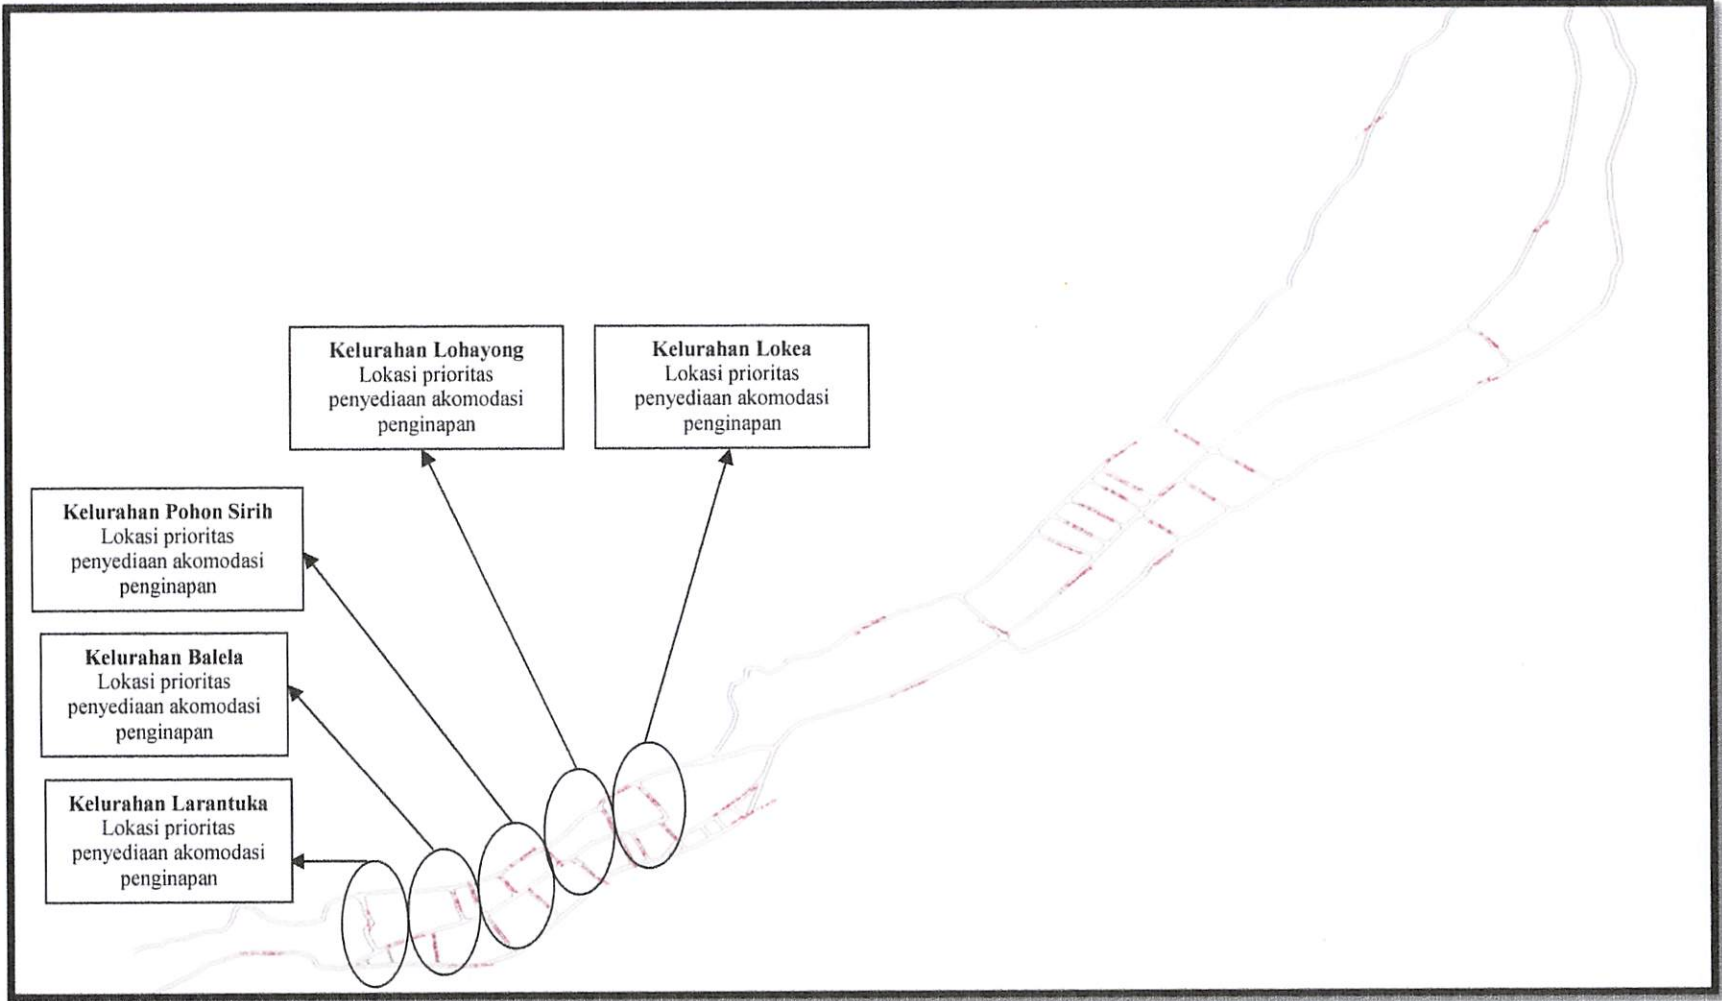 Kelurahan Lohayong
Lokasi prioritas
penyediaan akomodasi
penginapan
Kelurahan Lokea
Lokasi prioritas
penyediaan akomodasi
penginapan
Kelurahan Pohon Sirih
Lokasi prioritas
penyediaan akomodasi
penginapan
Kelurahan Balela
Lokasi prioritas
penyediaan akomodasi
penginapan
Kelurahan Larantuka
Lokasi prioritas
penyediaan akomodasi
penginapan